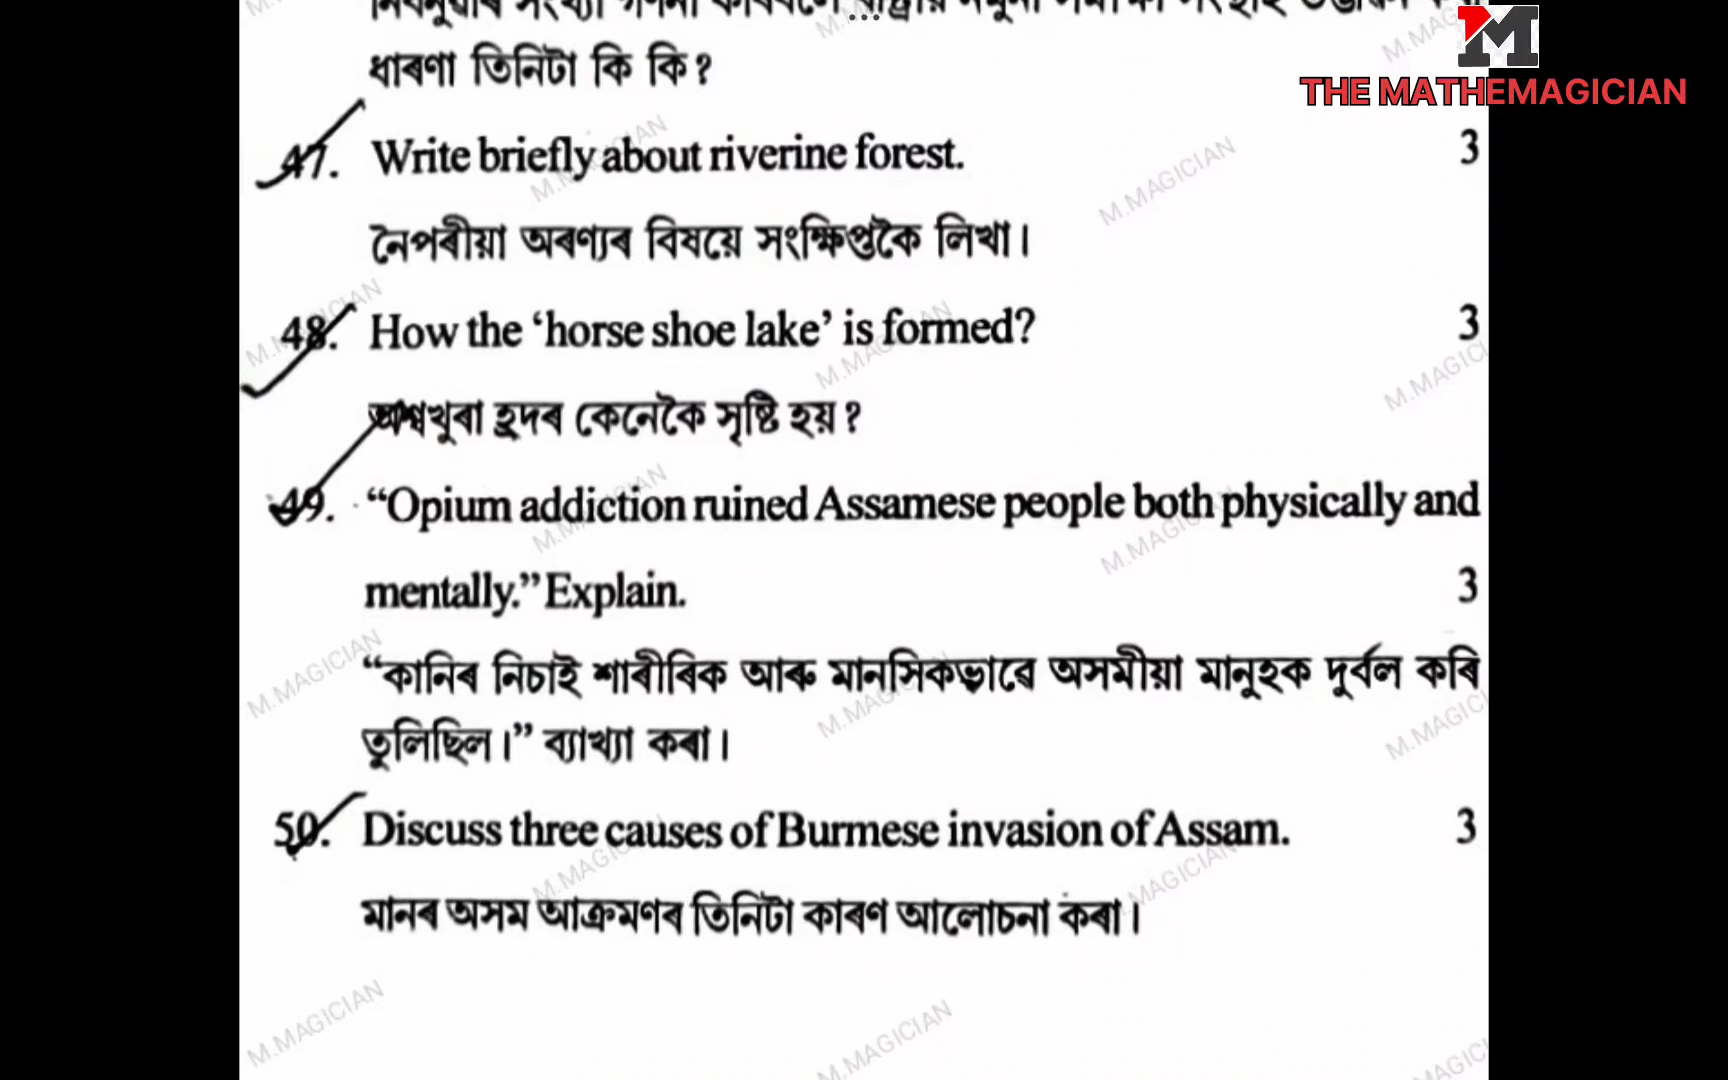 ধাৰণা তিনিটা কি কি?
THE MATHEMAGICIAN
47. Write briefly about riverine forest. 3
নৈপৰীয়া অৰণ্যৰ বিষয়ে সংক্ষিপ্তকৈ লিখা।
48. How the ‘horse shoe lake’ is formed? 3
অশ্বখুৰা হ্ৰদৰ কেনেকৈ সৃষ্টি হয়?
49. “Opium addiction ruined Assamese people both physically and
mentally.” Explain. 3
“কানিৰ নিচাই শাৰীৰিক আৰু মানসিকভাৱে অসমীয়া মানুহক দুৰ্বল কৰি
তুলিছিল।” ব্যাখ্যা কৰা।
50. Discuss three causes of Burmese invasion of Assam. 3
মানৰ অসম আক্ৰমণৰ তিনিটা কাৰণ আলোচনা কৰা।
M.MAGICIAN